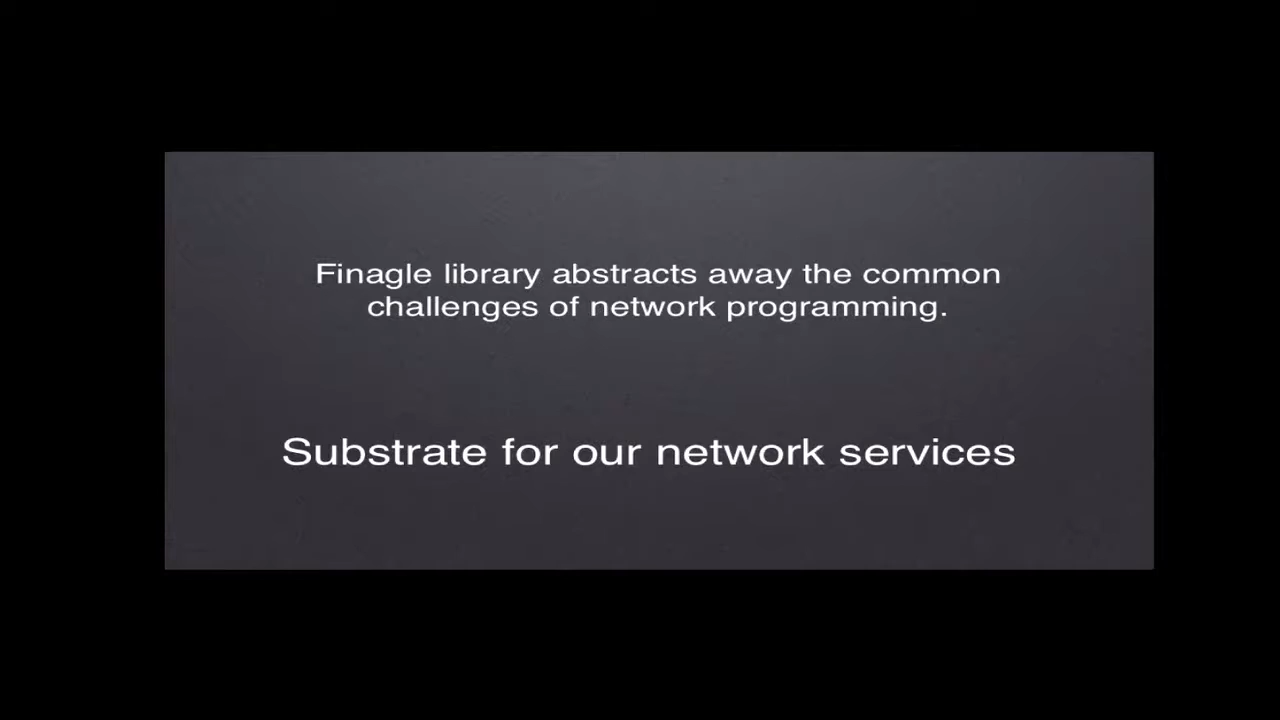 Finagle library abstracts away the common
challenges of network programming.
Substrate for our network services